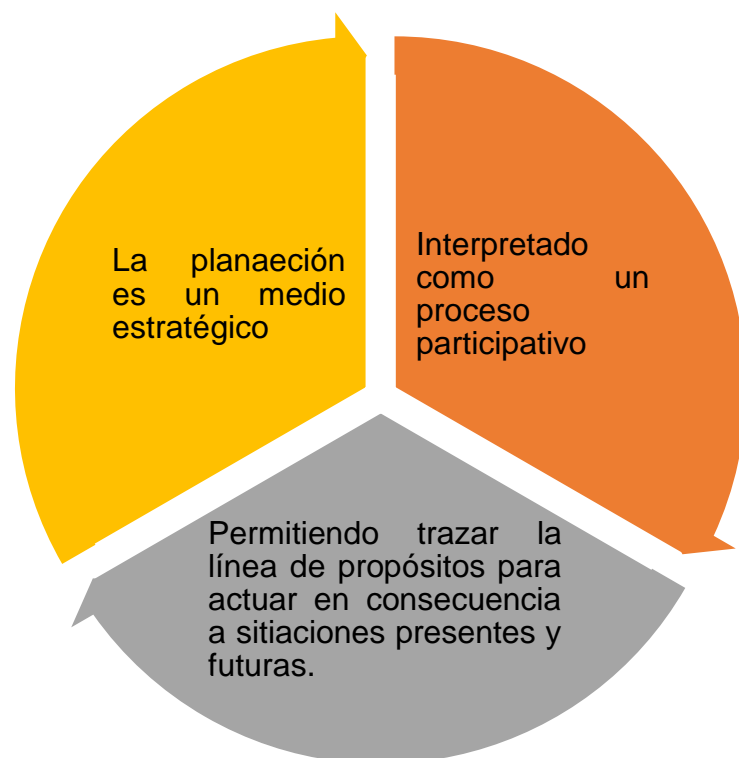 La planaeción
es un medio
estratégico
Interpretado
como un
proceso
participativo
Permitiendo trazar la
línea de propósitos para
actuar en consecuencia
a sitiaciones presentes y
futuras.